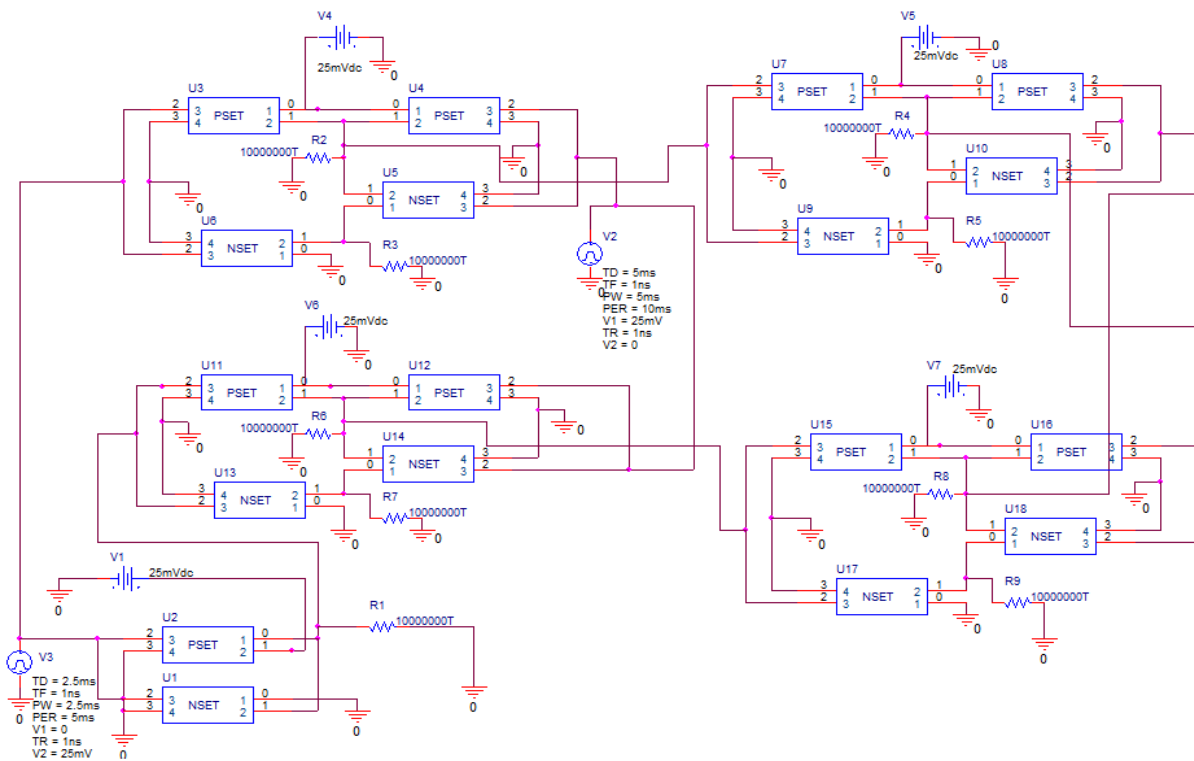 V4
25mVdc
0
U3
2 3 PSET 1 0
3 4 2 1
U4
0 1 PSET 3 2
1 2 4 3
R2
10000000T
0
0
0
U5
1 2 NSET 4 3
0 1 3 2
U6
3 4 NSET 2 1
2 3 1 0
0
R3
10000000T
0
V2
0
TD = 5ms
TF = 1ns
PW = 5ms
PER = 10ms
V1 = 25mV
TR = 1ns
V2 = 0
V5
25mVdc
0
U7
2 3 PSET 1 0
3 4 2 1
U8
0 1 PSET 3 2
1 2 4 3
R4
10000000T
0
0
0
U10
1 2 NSET 4 3
0 1 3 2
U9
3 4 NSET 2 1
2 3 1 0
0
R5
10000000T
0
V6
25mVdc
0
U11
2 3 PSET 1 0
3 4 2 1
U12
0 1 PSET 3 2
1 2 4 3
R6
10000000T
0
0
0
U14
1 2 NSET 4 3
0 1 3 2
U13
3 4 NSET 2 1
2 3 1 0
0
R7
10000000T
0
V7
25mVdc
0
U15
2 3 PSET 1 0
3 4 2 1
U16
0 1 PSET 3 2
1 2 4 3
R8
10000000T
0
0
0
U18
1 2 NSET 4 3
0 1 3 2
U17
3 4 NSET 2 1
2 3 1 0
0
R9
10000000T
0
V1
25mVdc
0
U2
2 3 PSET 1 0
3 4 2 1
R1
10000000T
0
U1
2 3 NSET 1 0
3 4 2 1
0
0
V3
0
TD = 2.5ms
TF = 1ns
PW = 2.5ms
PER = 5ms
V1 = 0
TR = 1ns
V2 = 25mV